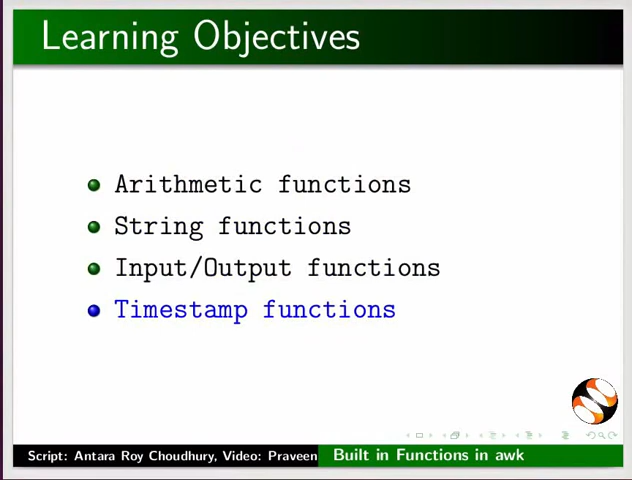 Learning Objectives
Arithmetic functions
String functions
Input/Output functions
Timestamp functions
Script: Antara Roy Choudhury, Video: Praveen
Built in Functions in awk